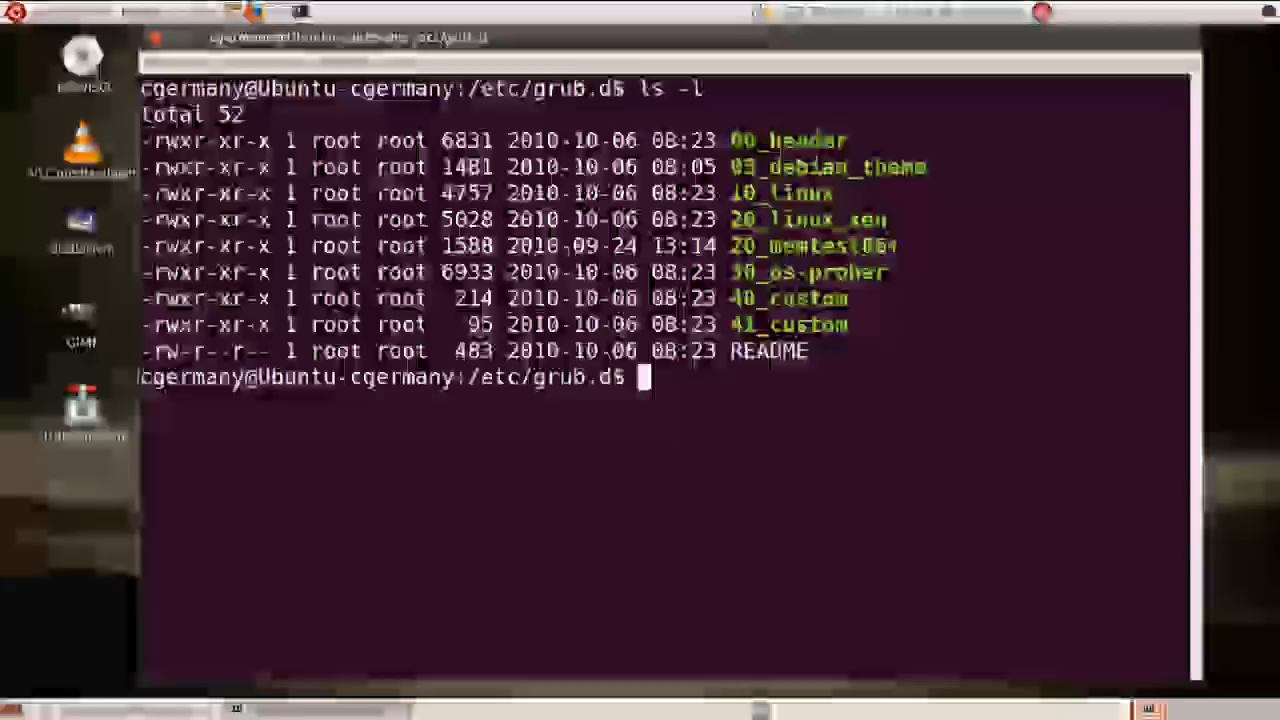 cgermany@Ubuntu-cgermany:/etc/grub.d$ ls -l
total 52
-rwxr-xr-x 1 root root 6831 2010-10-06 08:23 00_header
-rwxr-xr-x 1 root root 1481 2010-10-06 08:05 05_debian_theme
-rwxr-xr-x 1 root root 4757 2010-10-06 08:23 10_linux
-rwxr-xr-x 1 root root 5028 2010-10-06 08:23 20_linux_xen
-rwxr-xr-x 1 root root 1588 2010-09-24 13:14 20_memtest86+
-rwxr-xr-x 1 root root 6933 2010-10-06 08:23 30_os-prober
-rwxr-xr-x 1 root root 214 2010-10-06 08:23 40_custom
-rwxr-xr-x 1 root root 95 2010-10-06 08:23 41_custom
-rw-r--r-- 1 root root 483 2010-10-06 08:23 README
cgermany@Ubuntu-cgermany:/etc/grub.d$